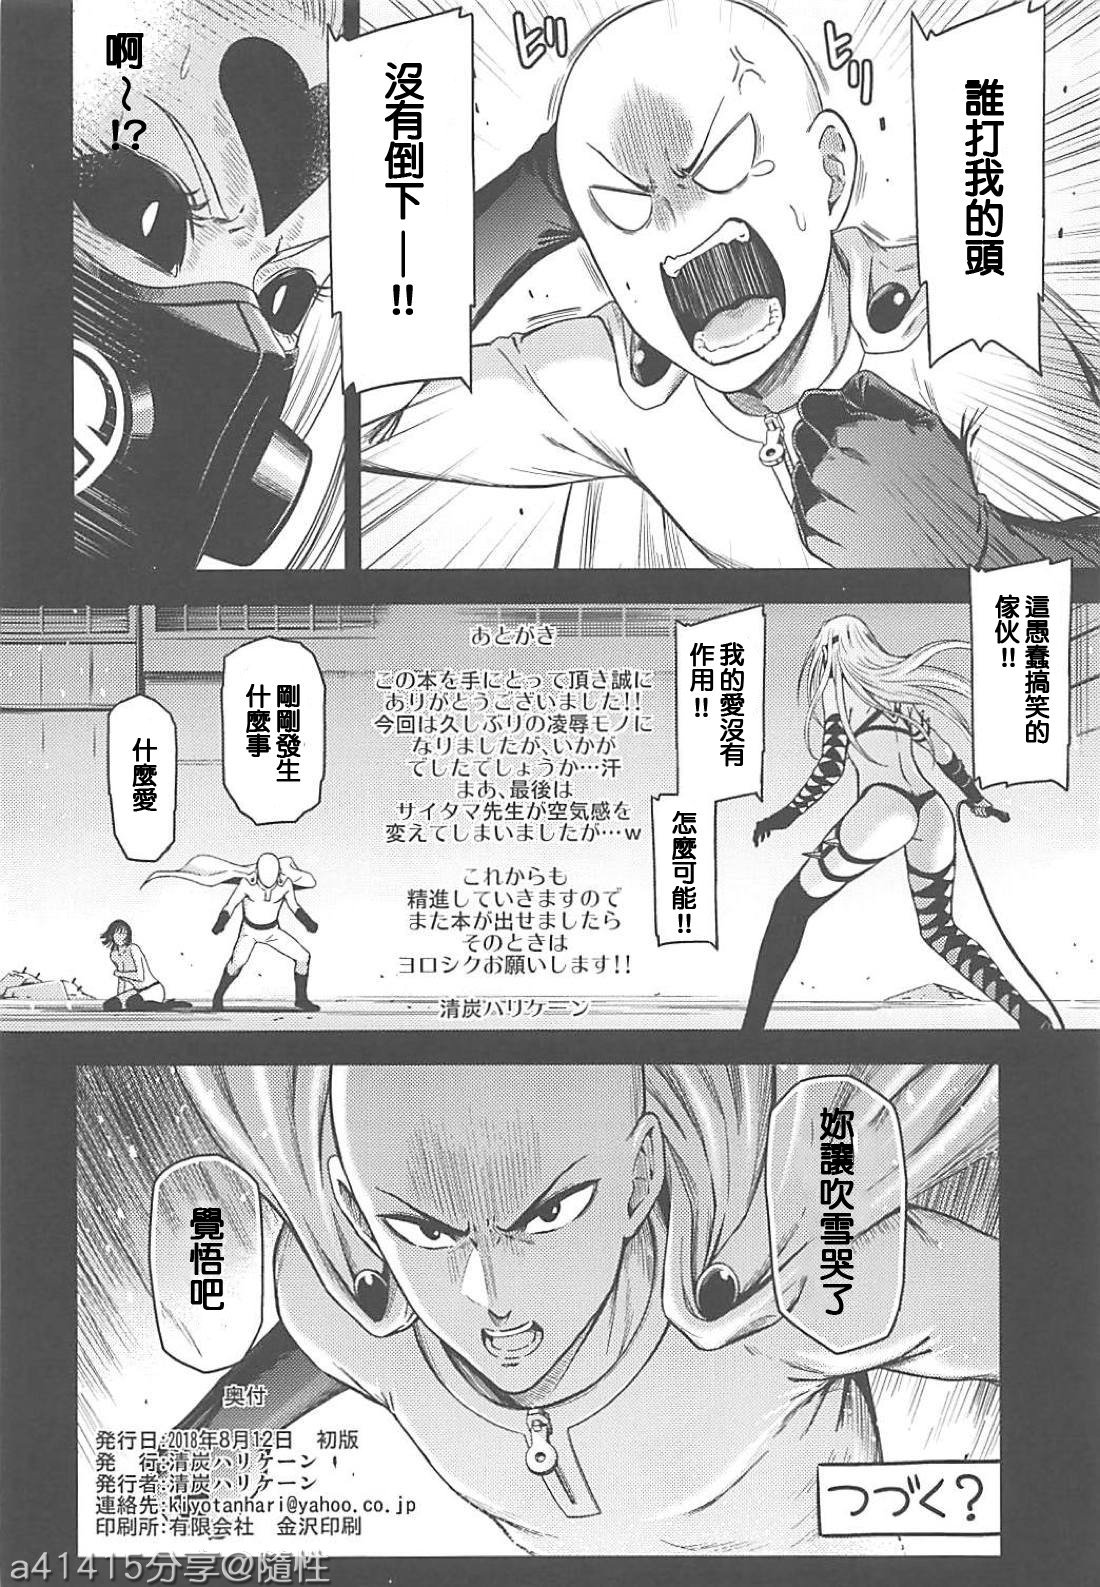 誰打我的頭
沒有倒下——!!
啊～!?
這愚蠢搞笑的
傢伙!!
我的愛沒有
作用!!
怎麼可能!!
剛剛發生
什麼事
什麼愛
あとがき
この本を手にとって頂き誠に
ありがとうございました!!
今回は久しぶりの凌辱モノに
なりましたが、いかが
でしたでしょうか…汗
まあ、最後は
サイタマ先生が空気感を
変えてしまいましたが…w
これからも
精進していきますので
また本が出せましたら
そのときは
ヨロシクお願いします!!
清炭ハリケーン
妳讓吹雪哭了
覺悟吧
奥付
発行日:2018年8月12日　初版
発　行:清炭ハリケーン
発行者:清炭ハリケーン
連絡先:kiyotanhari@yahoo.co.jp
印刷所:有限会社　金沢印刷
つづく?
a41415分享@隨性